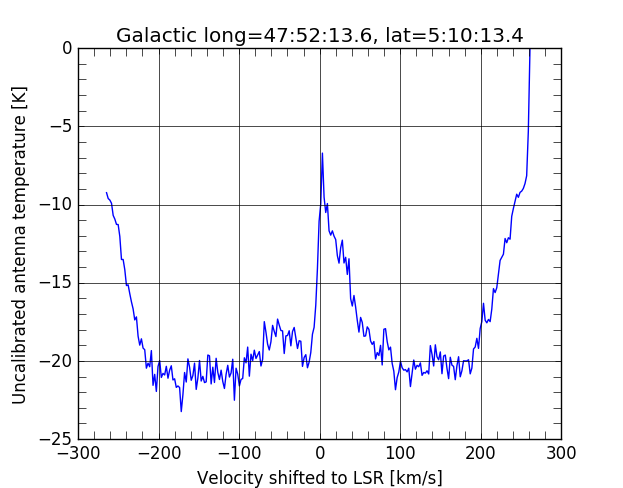 Galactic long=47:52:13.6, lat=5:10:13.4
Uncalibrated antenna temperature [K]
0
−5
−10
−15
−20
−25
−300 −200 −100 0 100 200 300
Velocity shifted to LSR [km/s]